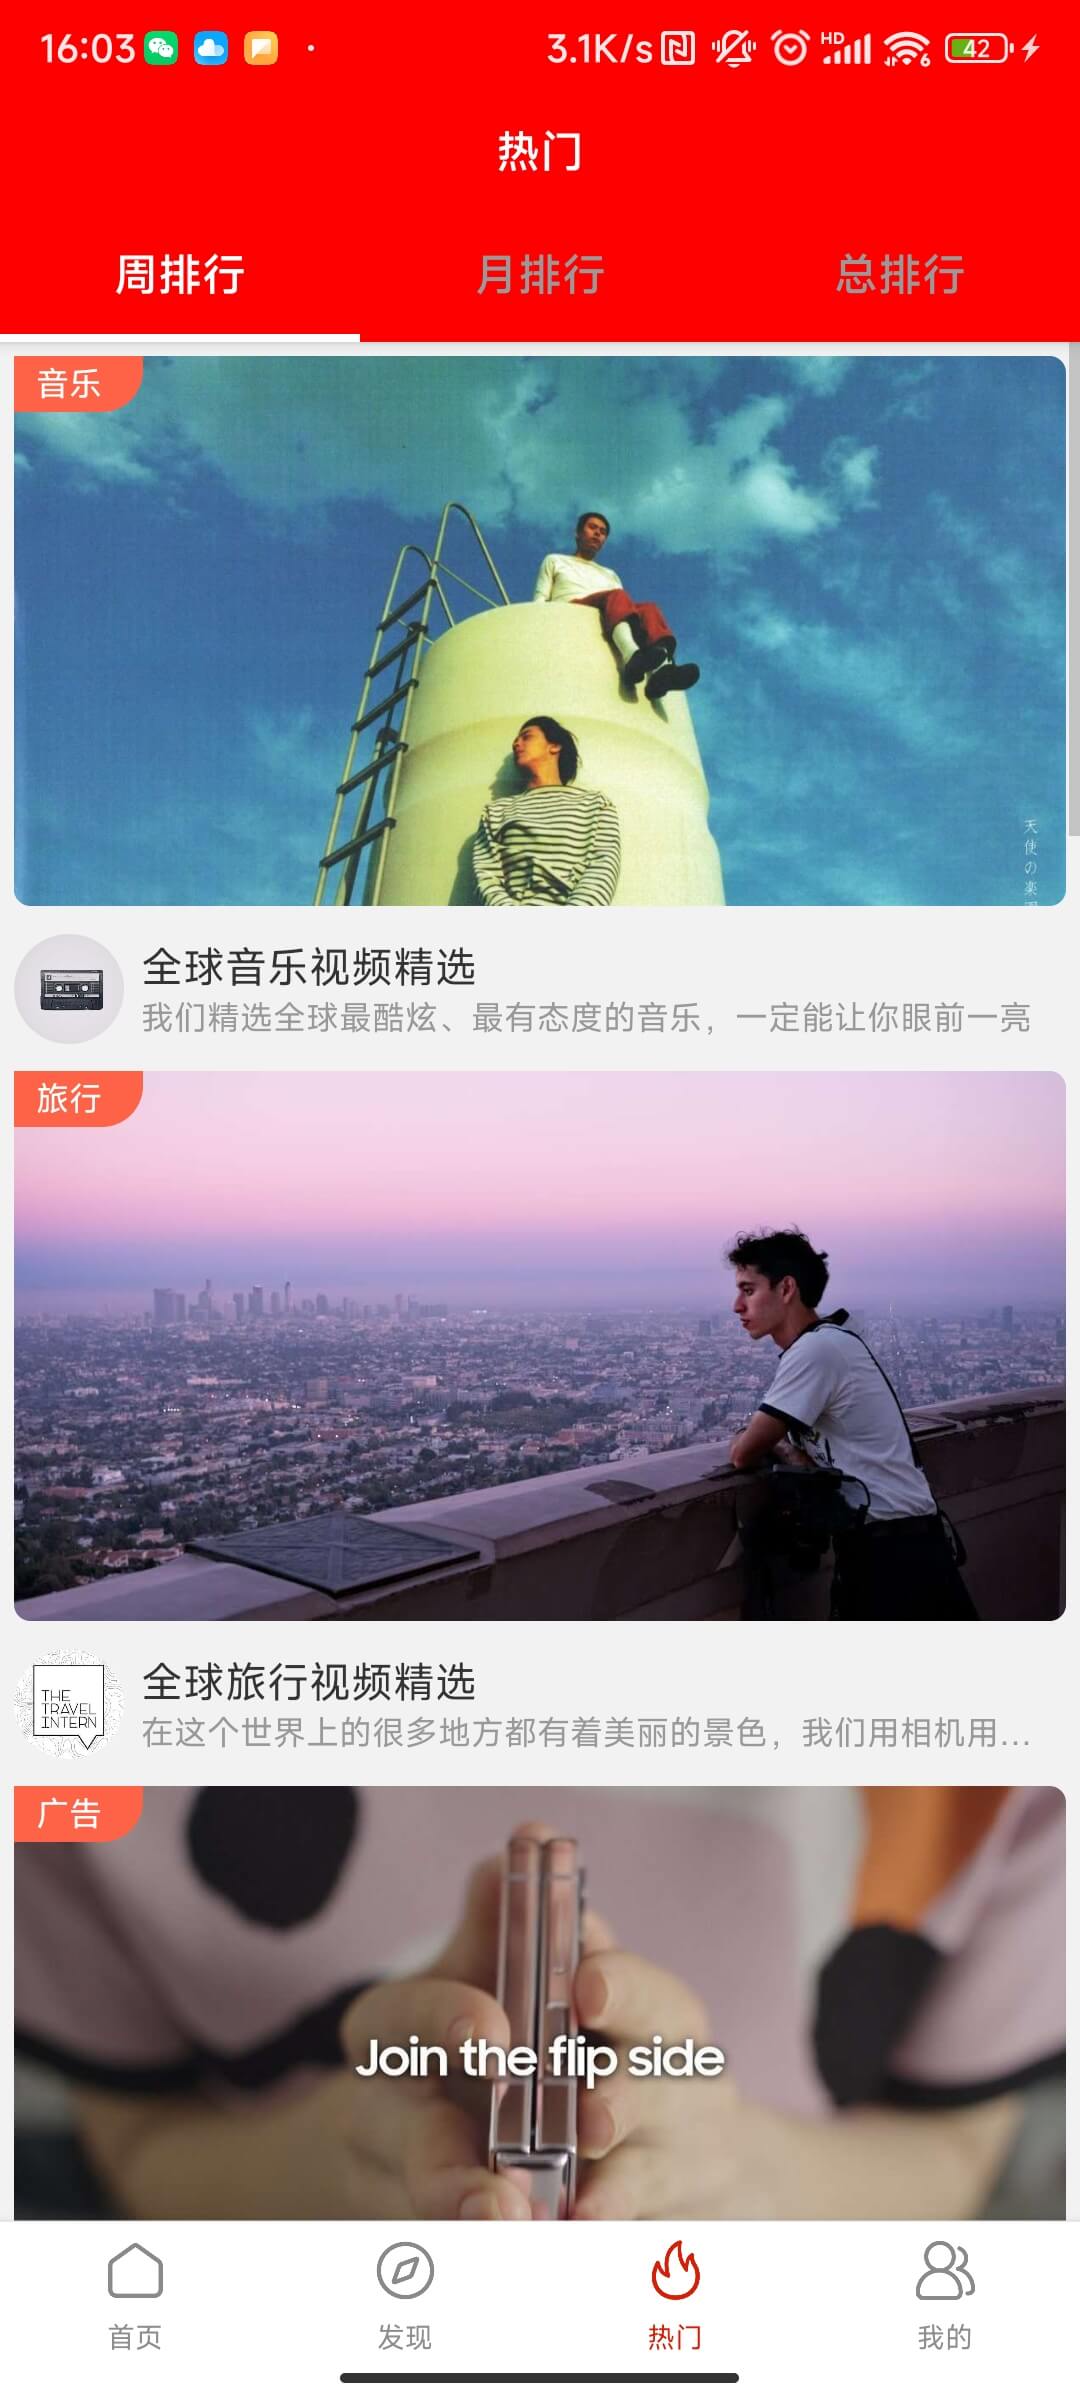 16:03
3.1K/s
HD
6
42
热门
周排行
月排行
总排行
音乐
天使の楽
全球音乐视频精选
我们精选全球最酷炫、最有态度的音乐，一定能让你眼前一亮
旅行
THE
TRAVEL
INTERN
全球旅行视频精选
在这个世界上的很多地方都有着美丽的景色，我们用相机用...
广告
Join the flip side
首页
发现
热门
我的